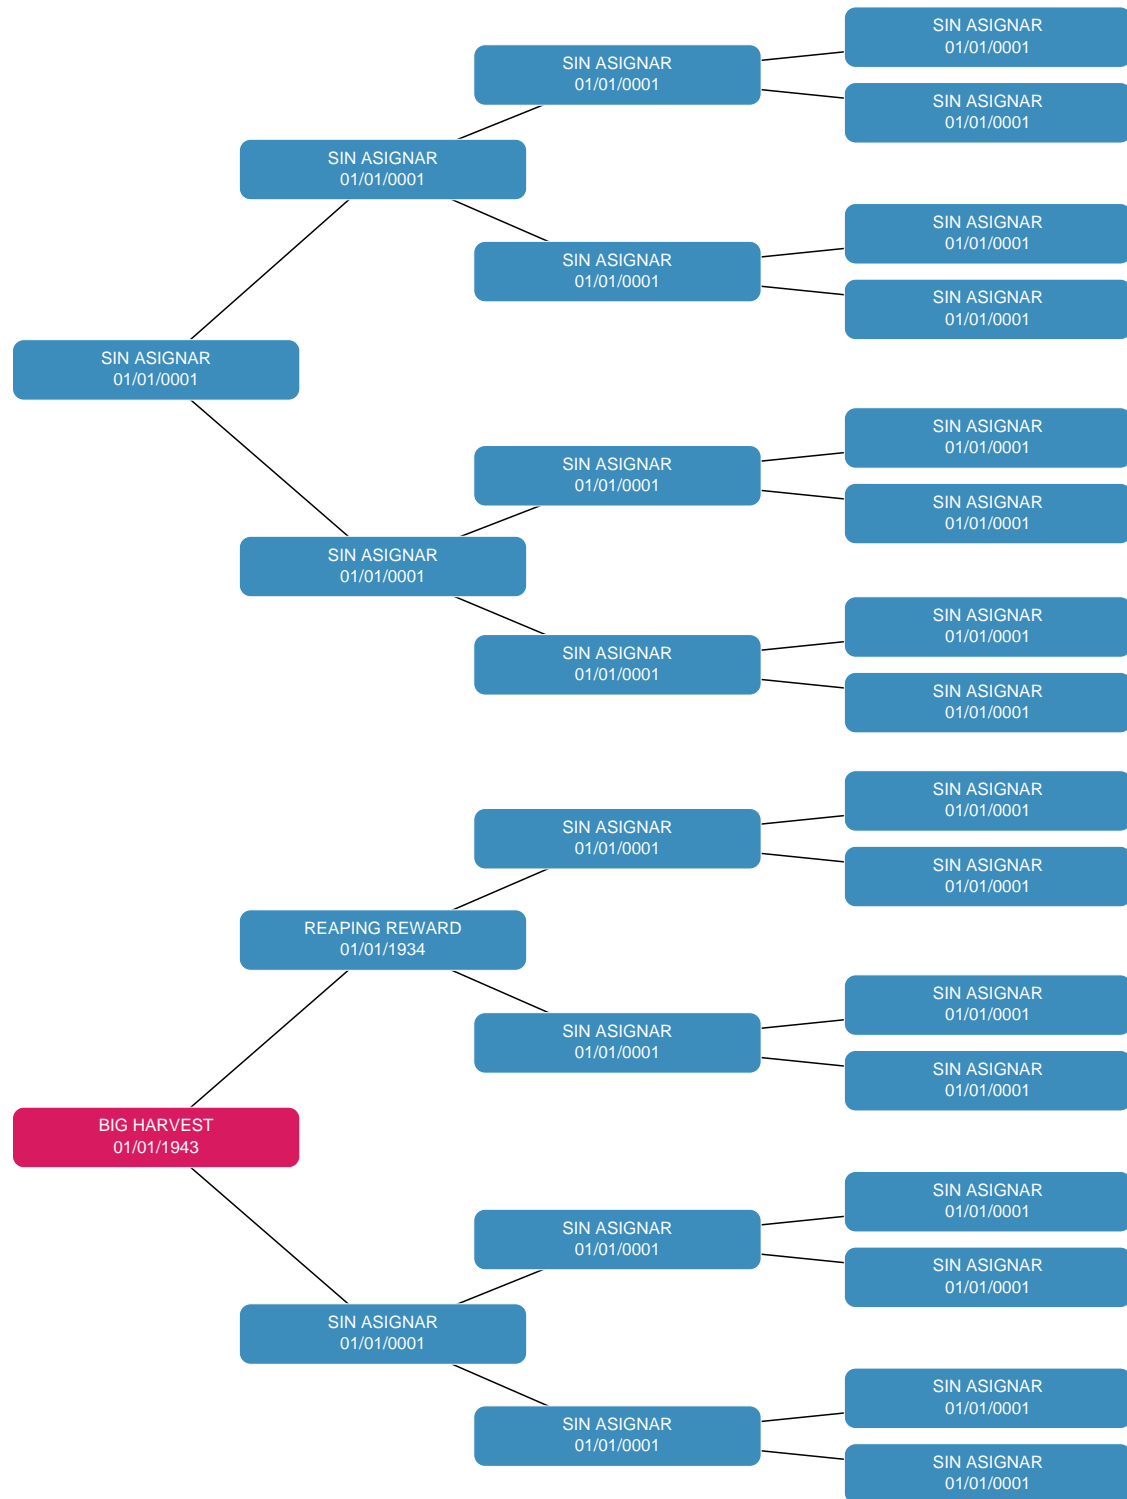 SIN ASIGNAR
01/01/0001
SIN ASIGNAR
01/01/0001
SIN ASIGNAR
01/01/0001
SIN ASIGNAR
01/01/0001
SIN ASIGNAR
01/01/0001
SIN ASIGNAR
01/01/0001
SIN ASIGNAR
01/01/0001
SIN ASIGNAR
01/01/0001
SIN ASIGNAR
01/01/0001
SIN ASIGNAR
01/01/0001
SIN ASIGNAR
01/01/0001
SIN ASIGNAR
01/01/0001
SIN ASIGNAR
01/01/0001
SIN ASIGNAR
01/01/0001
SIN ASIGNAR
01/01/0001
SIN ASIGNAR
01/01/0001
SIN ASIGNAR
01/01/0001
SIN ASIGNAR
01/01/0001
REAPING REWARD
01/01/1934
SIN ASIGNAR
01/01/0001
SIN ASIGNAR
01/01/0001
SIN ASIGNAR
01/01/0001
BIG HARVEST
01/01/1943
SIN ASIGNAR
01/01/0001
SIN ASIGNAR
01/01/0001
SIN ASIGNAR
01/01/0001
SIN ASIGNAR
01/01/0001
SIN ASIGNAR
01/01/0001
SIN ASIGNAR
01/01/0001
SIN ASIGNAR
01/01/0001